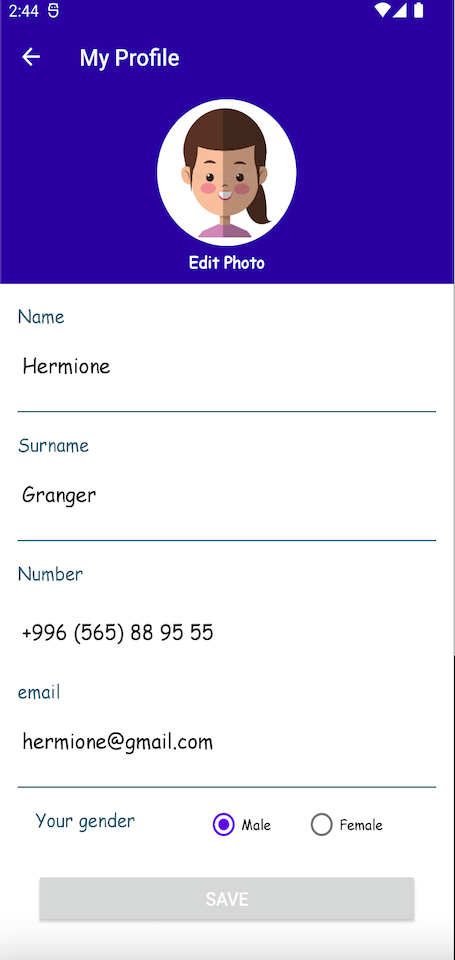 2:44
My Profile
Edit Photo
Name
Hermione
Surname
Granger
Number
+996 (565) 88 95 55
email
hermione@gmail.com
Your gender Male Female
SAVE